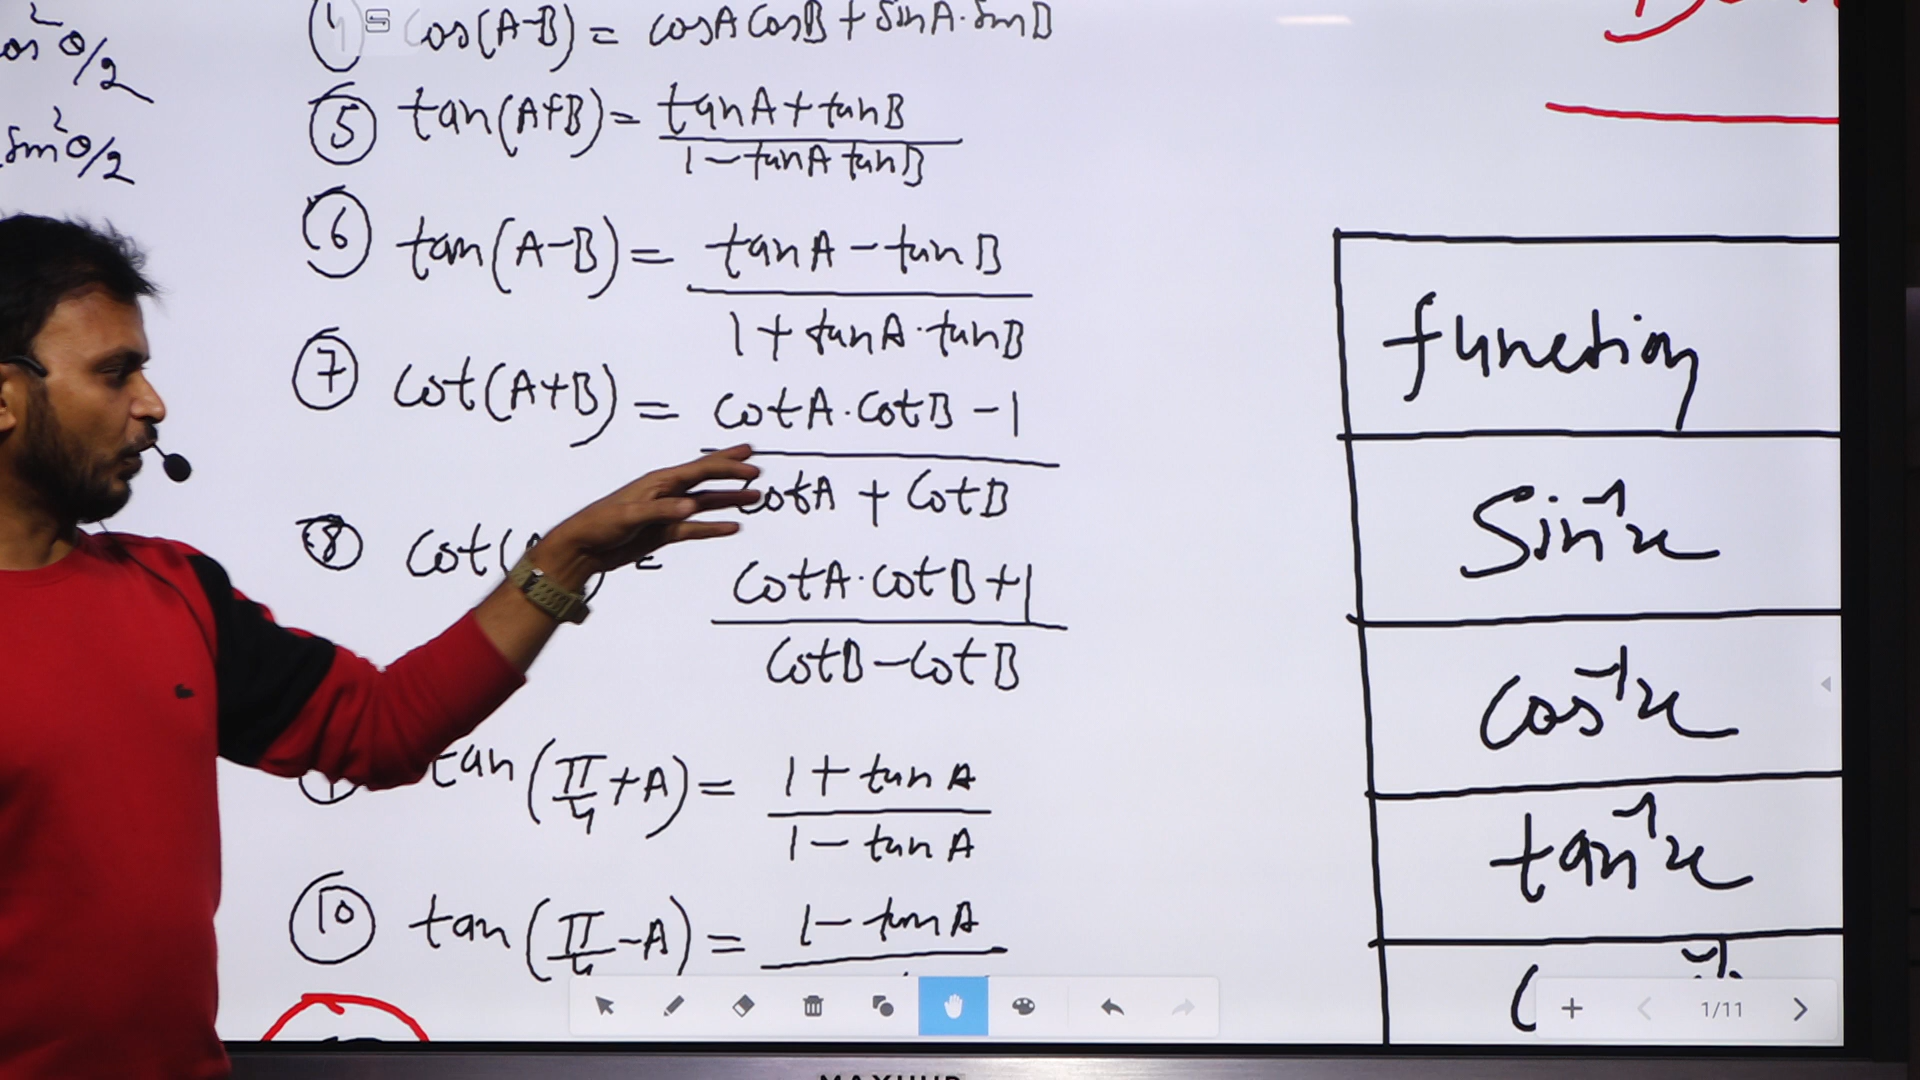 cos²θ/2
sin²θ/2
(4) cos(A-B) = cosA cosB + sinA·sinB
(5) tan(A+B) = tanA + tanB
1 - tanA tanB
(6) tan(A-B) = tanA - tanB
1 + tanA·tanB
(7) cot(A+B) = cotA·cotB - 1
cotA + cotB
(8) cot( =
cotA·cotB + 1
cotB - cotB
tan(π/4 + A) = 1 + tanA
1 - tanA
(10) tan(π/4 - A) = 1 - tanA
function
Sin⁻¹x
Cos⁻¹x
tan⁻¹x
1/11